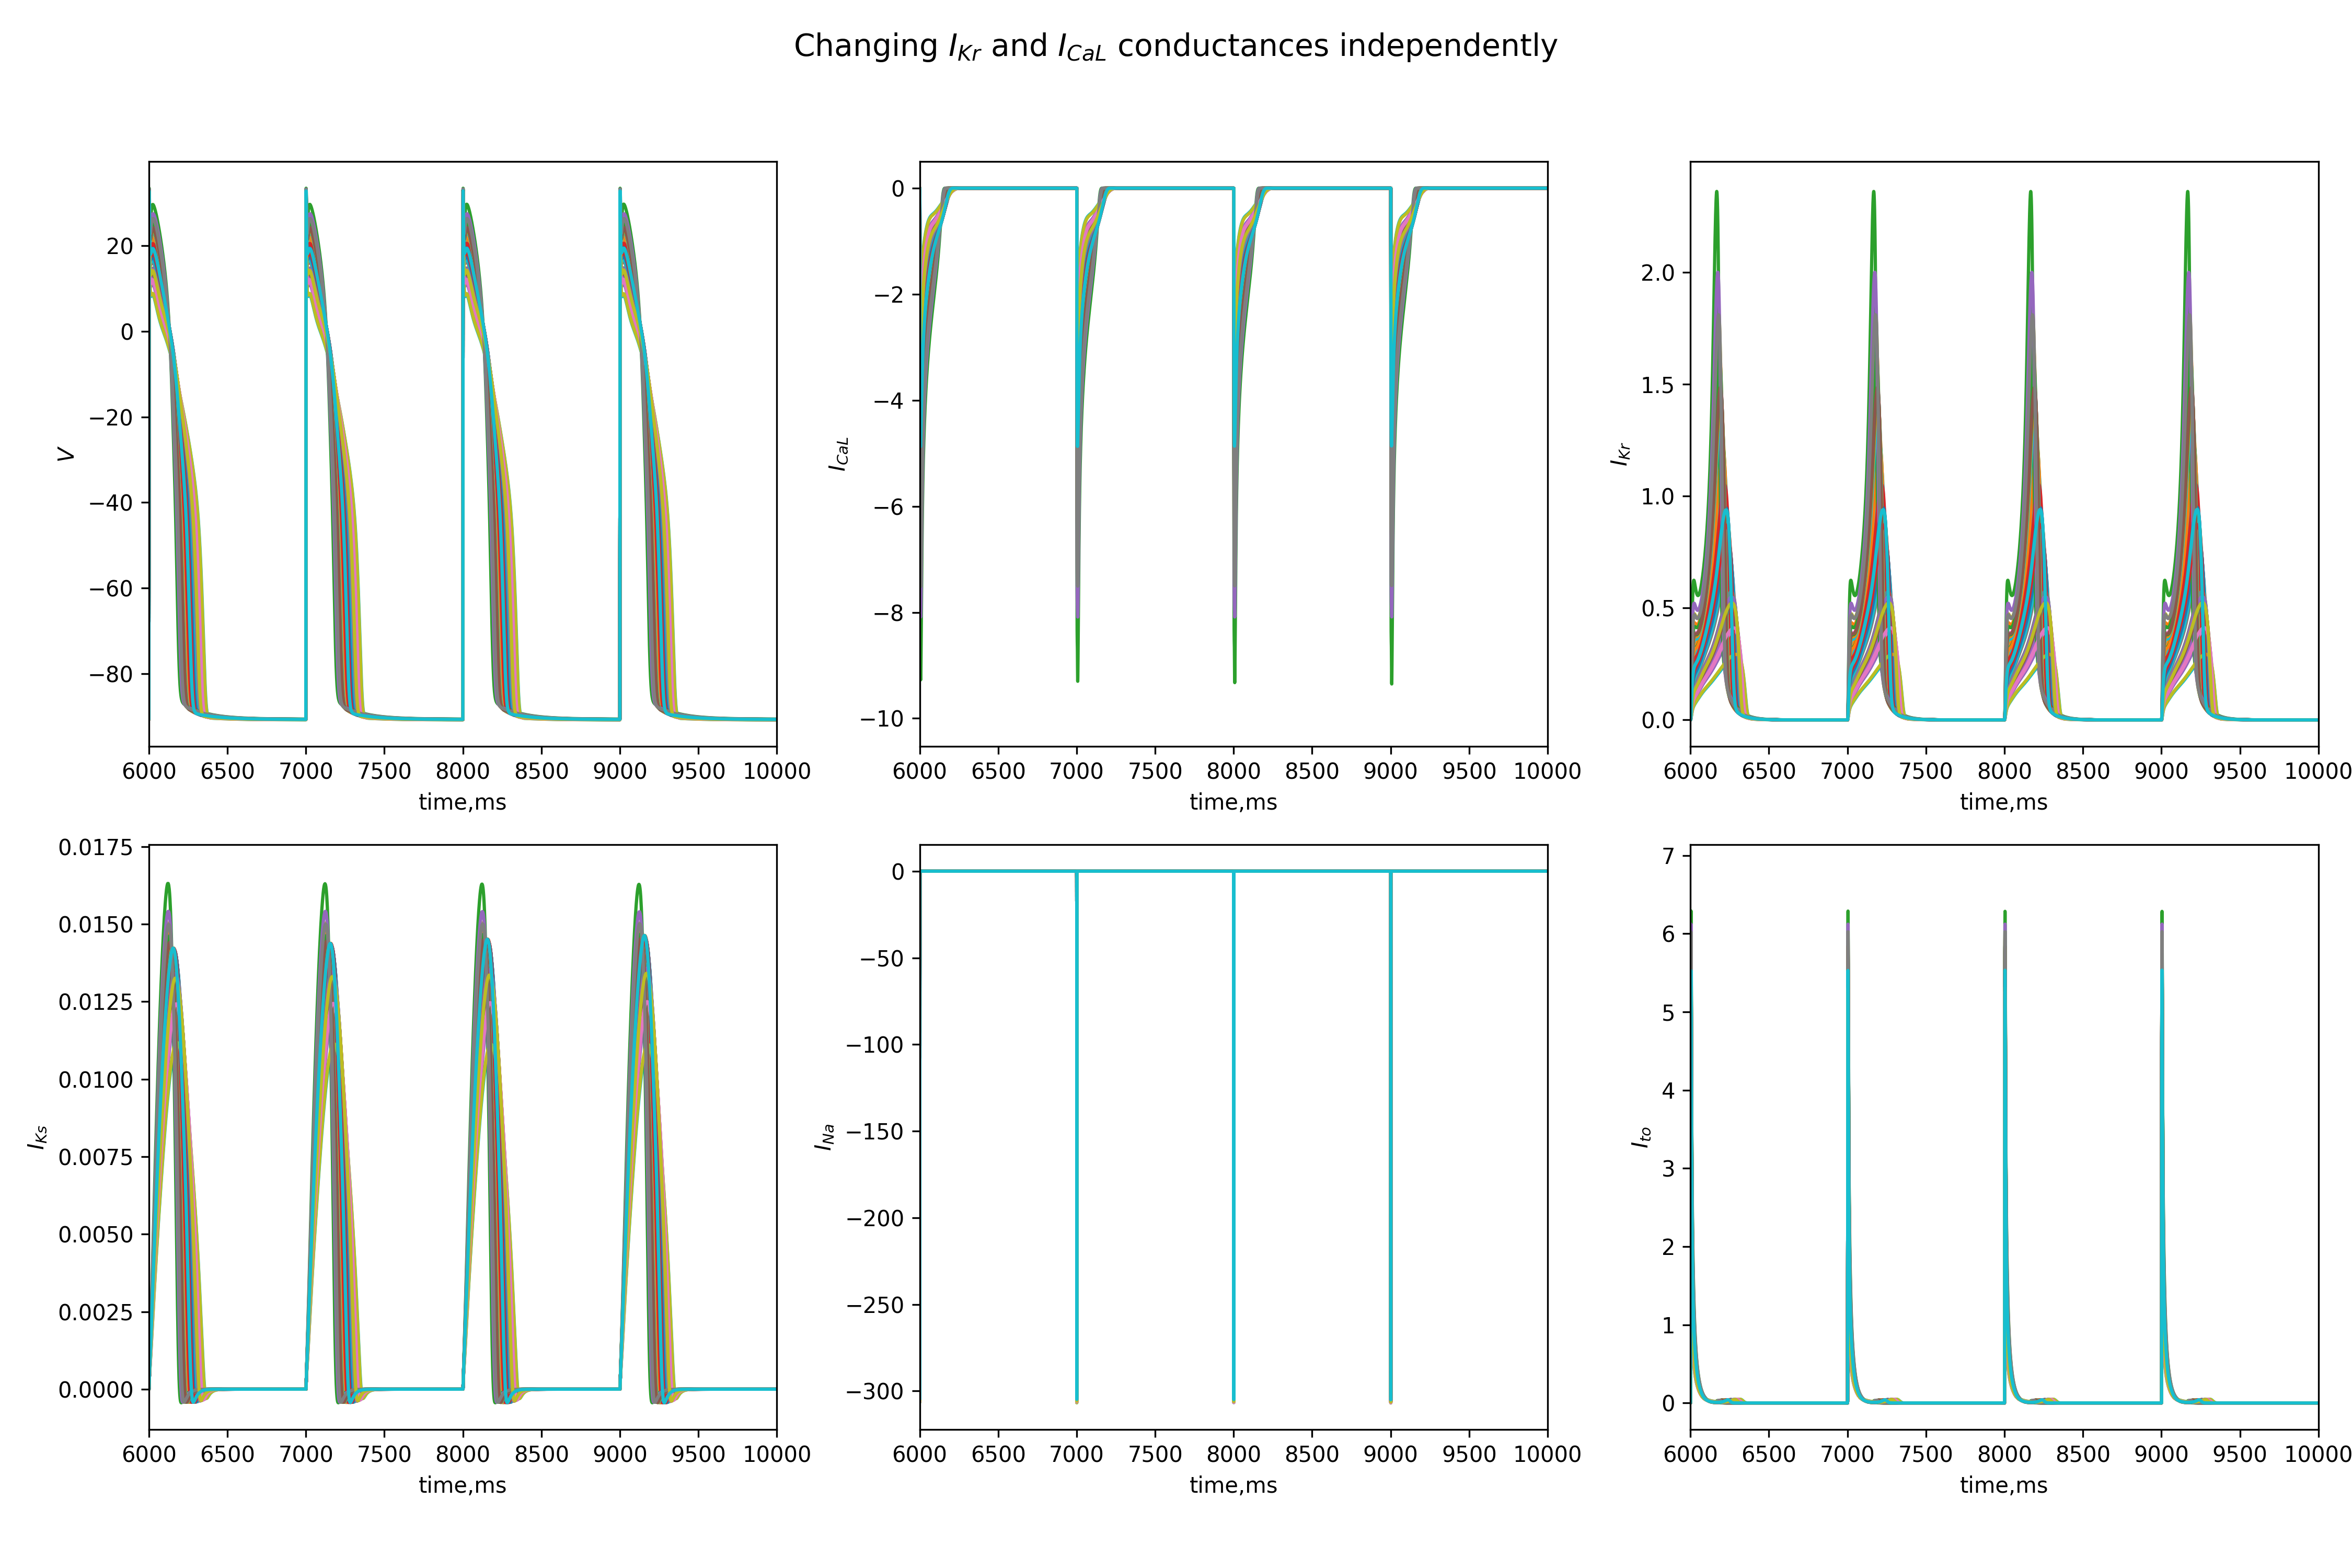 Changing I_Kr and I_CaL conductances independently
V
20
0
−20
−40
−60
−80
6000 6500 7000 7500 8000 8500 9000 9500 10000
time,ms
I_CaL
0
−2
−4
−6
−8
−10
6000 6500 7000 7500 8000 8500 9000 9500 10000
time,ms
I_Kr
2.0
1.5
1.0
0.5
0.0
6000 6500 7000 7500 8000 8500 9000 9500 10000
time,ms
I_Ks
0.0175
0.0150
0.0125
0.0100
0.0075
0.0050
0.0025
0.0000
6000 6500 7000 7500 8000 8500 9000 9500 10000
time,ms
I_Na
0
−50
−100
−150
−200
−250
−300
6000 6500 7000 7500 8000 8500 9000 9500 10000
time,ms
I_to
7
6
5
4
3
2
1
0
6000 6500 7000 7500 8000 8500 9000 9500 10000
time,ms